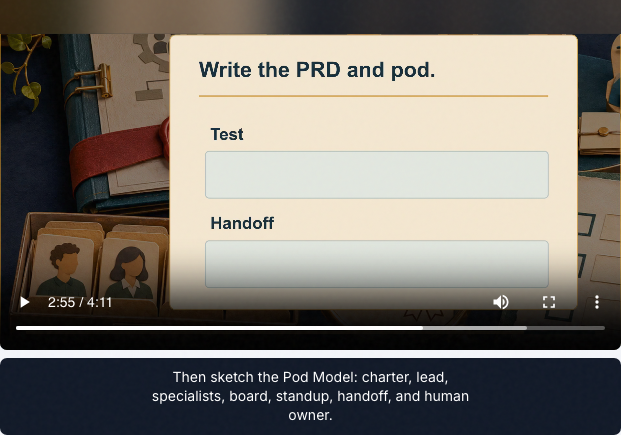 Write the PRD and pod.
Test
Handoff
2:55 / 4:11
Then sketch the Pod Model: charter, lead,
specialists, board, standup, handoff, and human
owner.